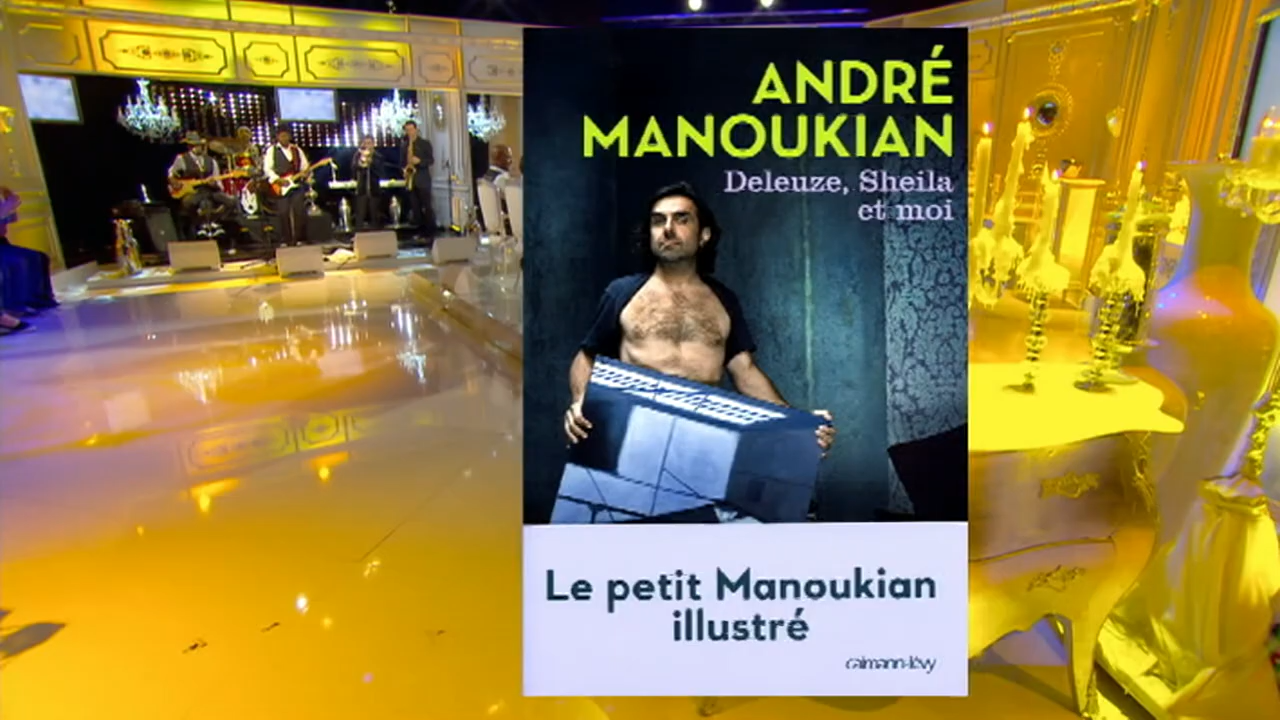 ANDRÉ
MANOUKIAN
Deleuze, Sheila
et moi
Le petit Manoukian
illustré
calmann-lévy